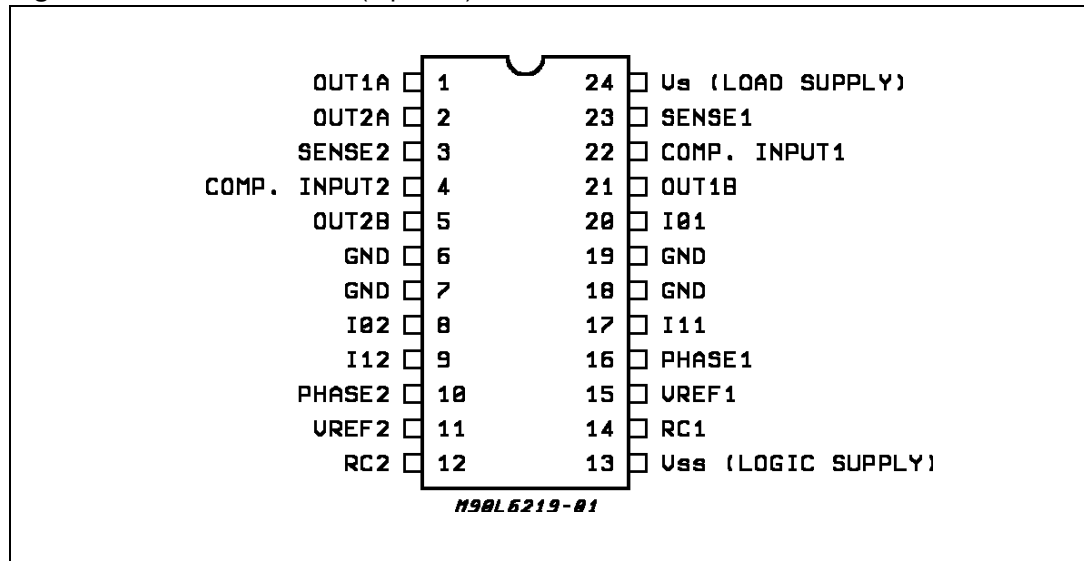 OUT1A 1 24 Vs (LOAD SUPPLY)
OUT2A 2 23 SENSE1
SENSE2 3 22 COMP. INPUT1
COMP. INPUT2 4 21 OUT1B
OUT2B 5 20 I01
GND 6 19 GND
GND 7 18 GND
I02 8 17 I11
I12 9 16 PHASE1
PHASE2 10 15 VREF1
VREF2 11 14 RC1
RC2 12 13 Vss (LOGIC SUPPLY)
M90L6219-01